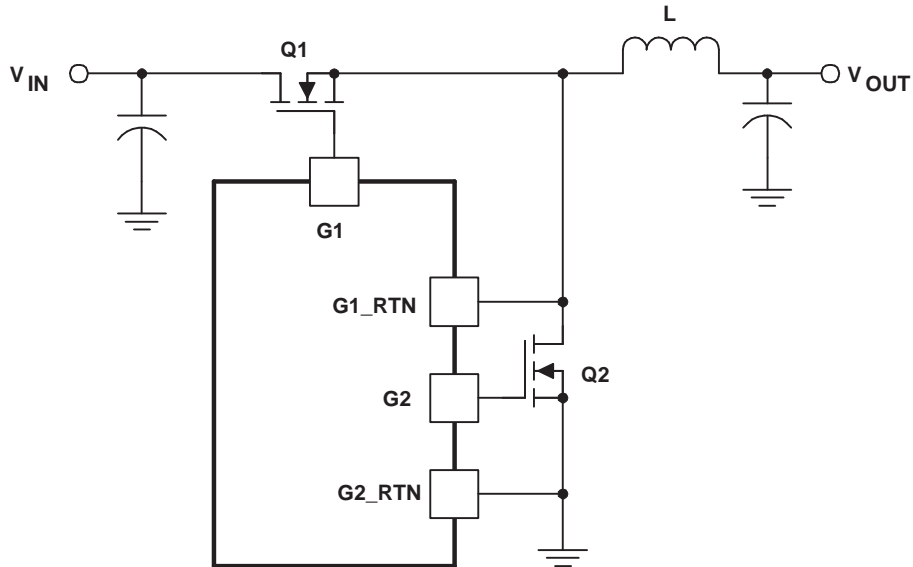 L
Q1
V IN
V OUT
G1
G1_RTN
G2
Q2
G2_RTN